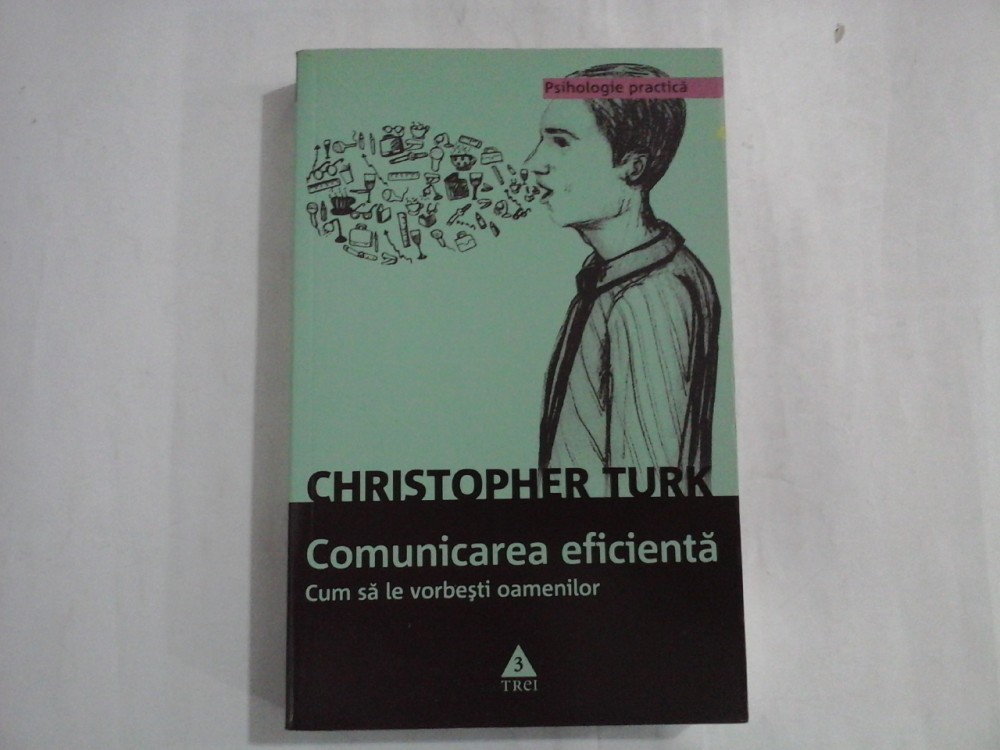 Psihologie practică
CHRISTOPHER TURK
Comunicarea eficientă
Cum să le vorbești oamenilor
3
TREI